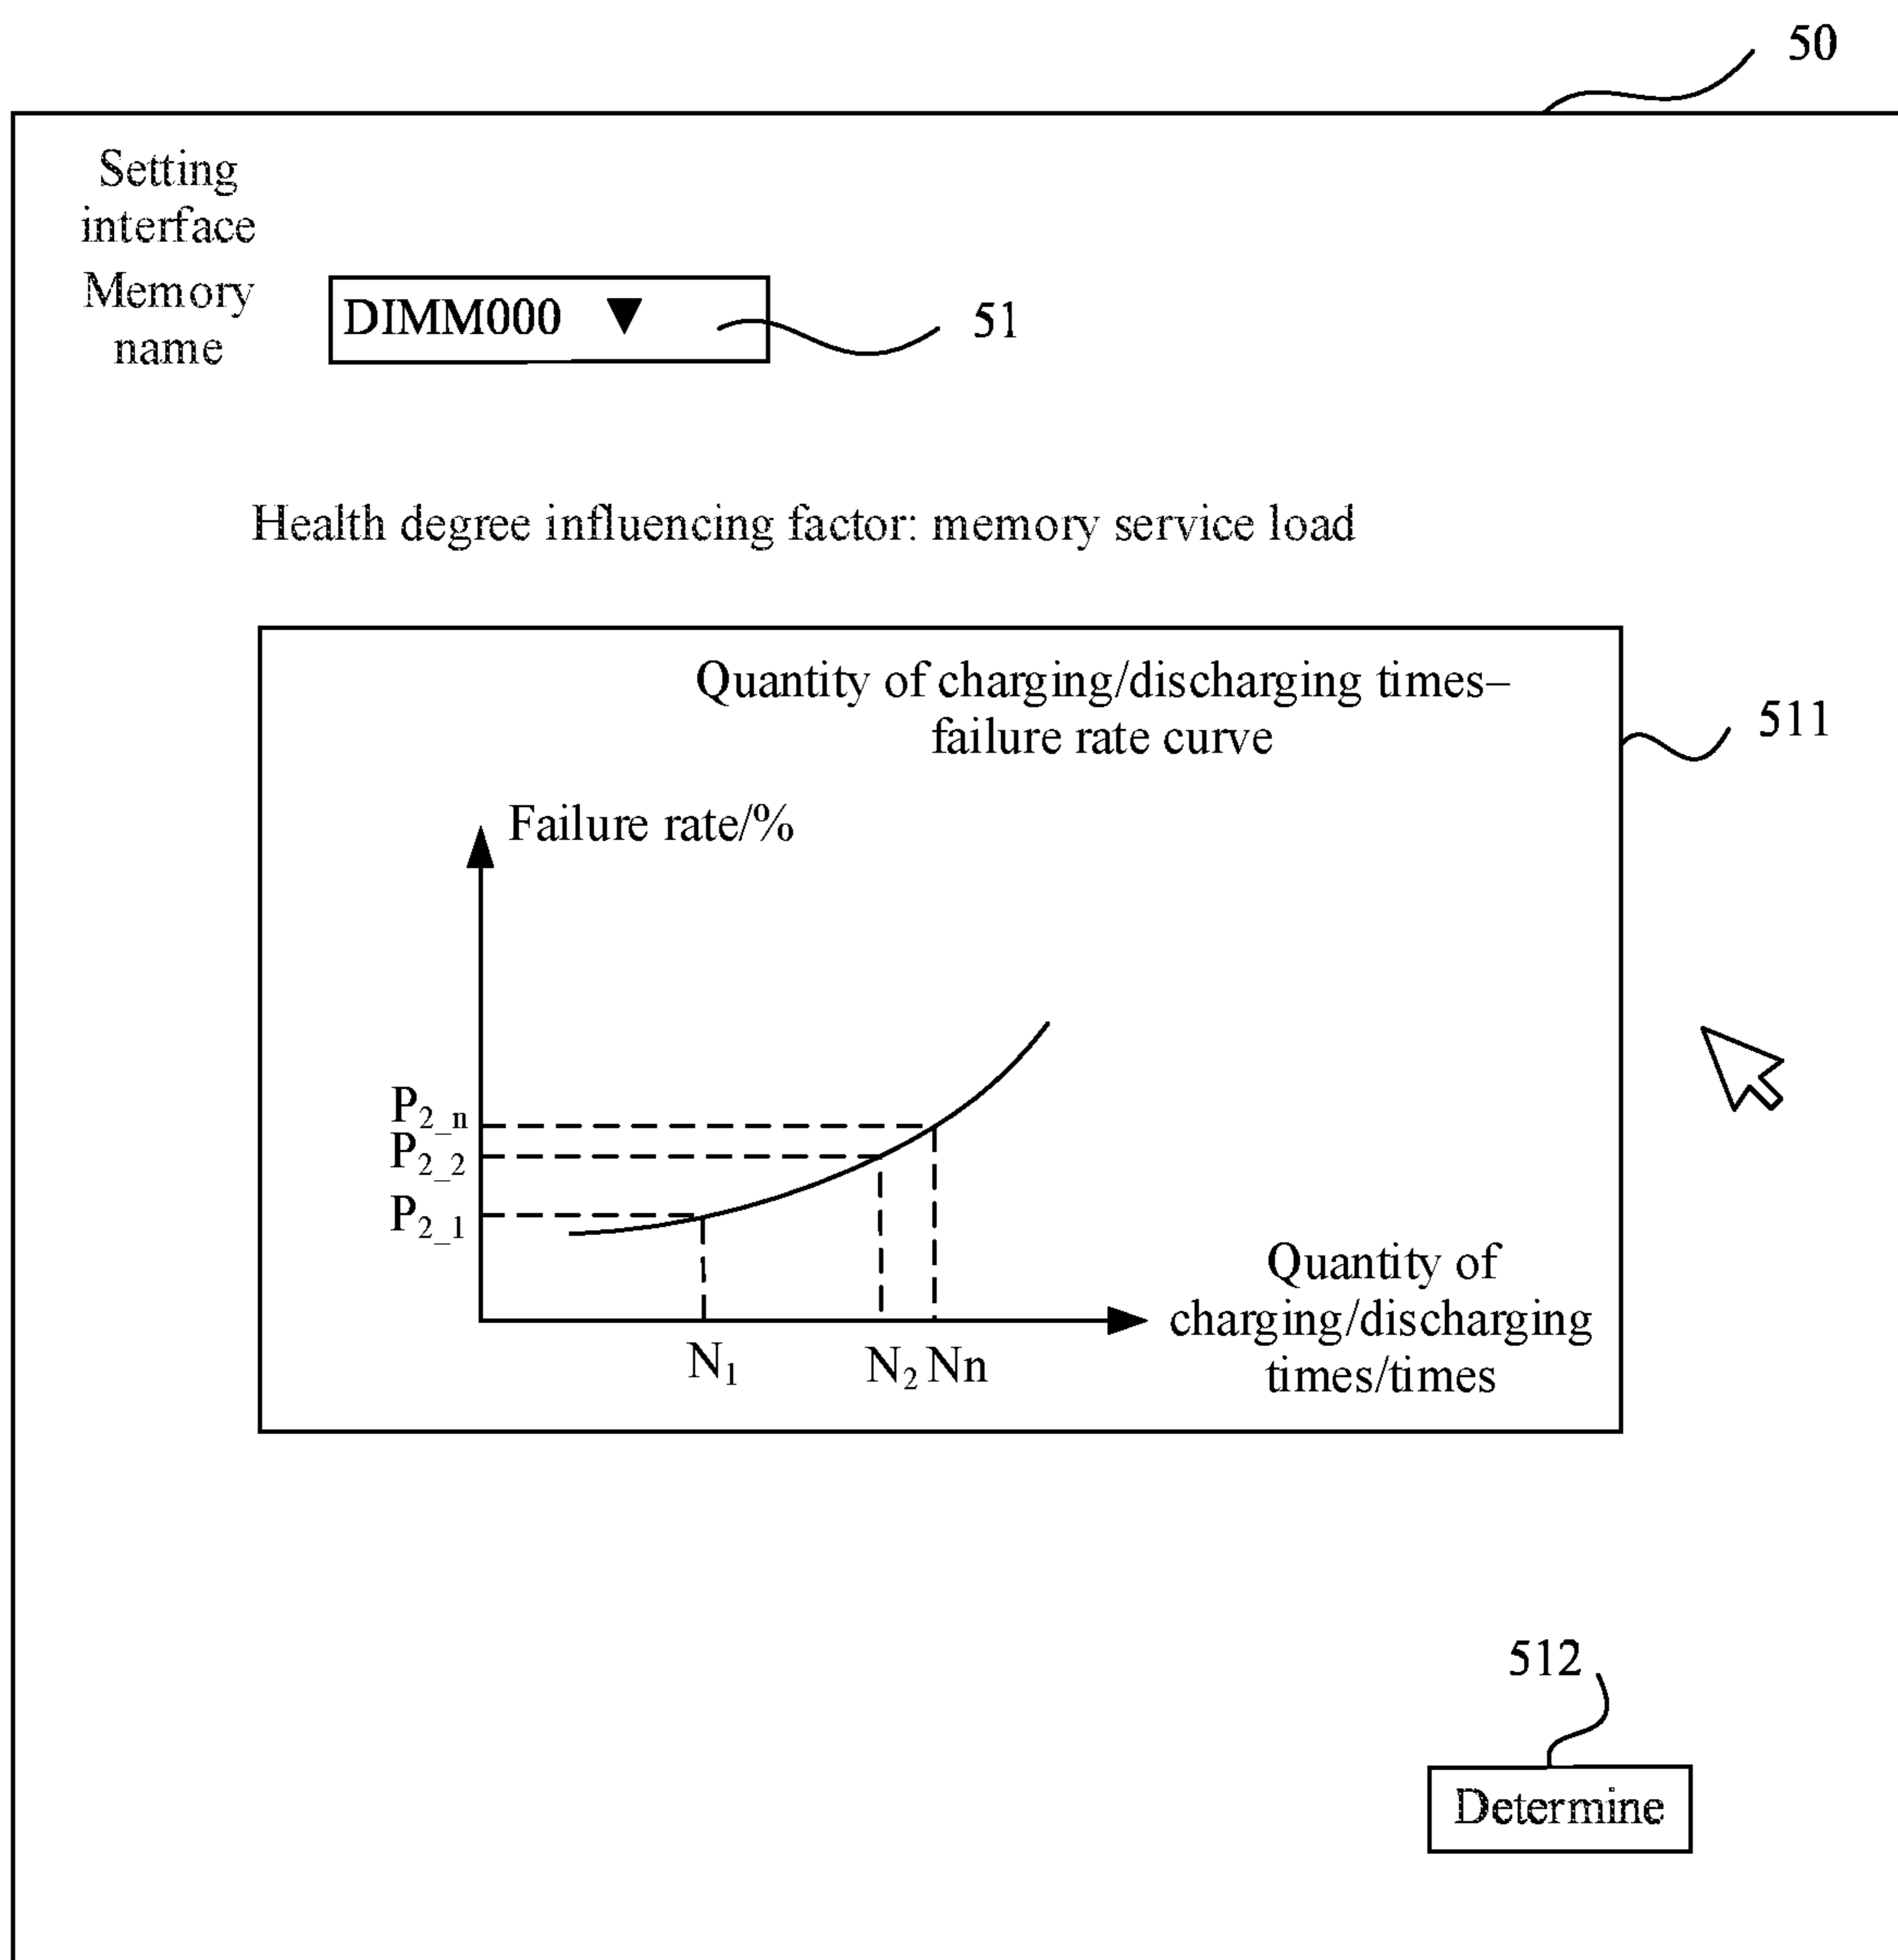 50
Setting
interface
Memory
name
DIMM000 ▼
51
Health degree influencing factor: memory service load
Quantity of charging/discharging times–
failure rate curve
511
Failure rate/%
P2_n
P2_2
P2_1
N1
N2
Nn
Quantity of
charging/discharging
times/times
512
Determine